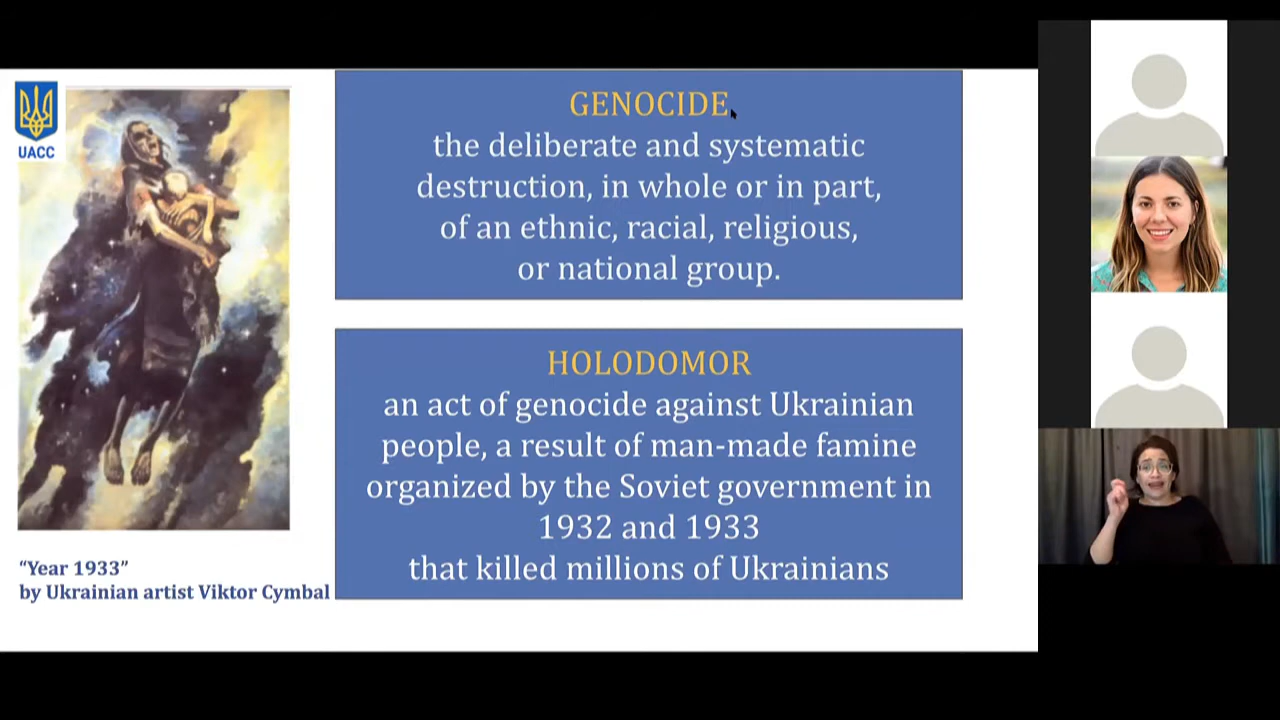 UACC
GENOCIDE
the deliberate and systematic
destruction, in whole or in part,
of an ethnic, racial, religious,
or national group.
HOLODOMOR
an act of genocide against Ukrainian
people, a result of man-made famine
organized by the Soviet government in
1932 and 1933
that killed millions of Ukrainians
“Year 1933”
by Ukrainian artist Viktor Cymbal